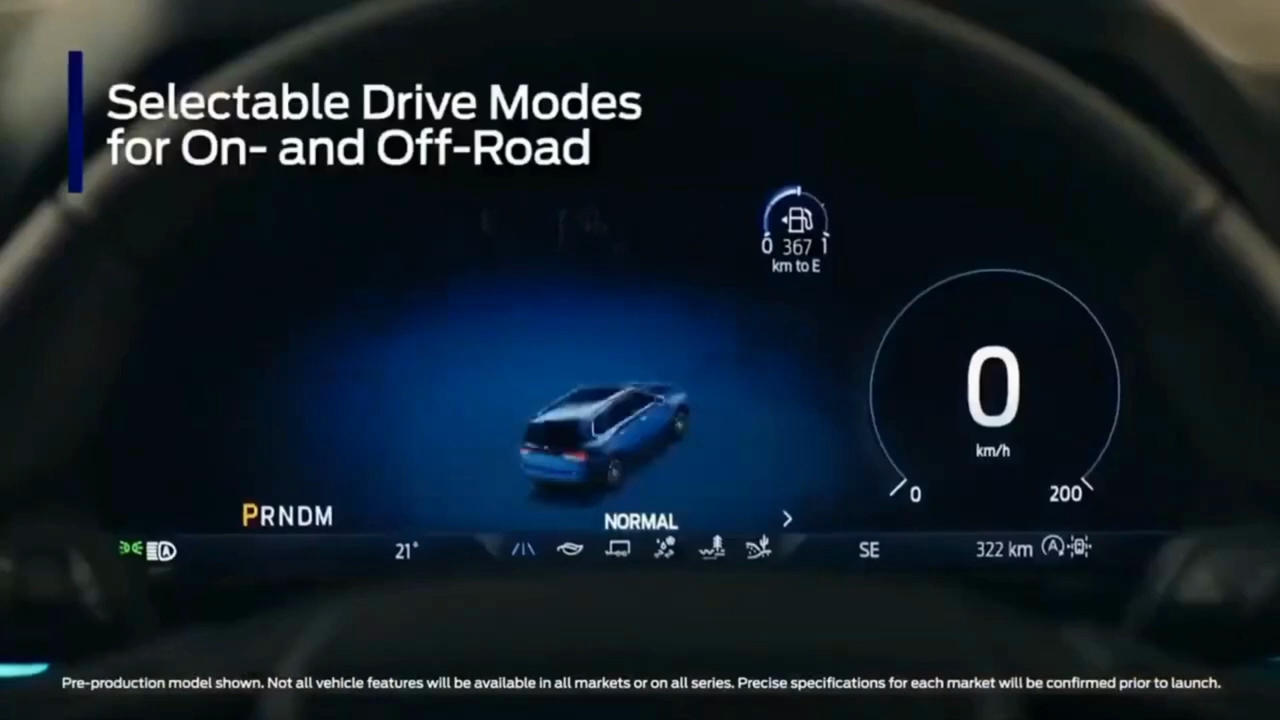 Selectable Drive Modes
for On- and Off-Road
0 367 1
km to E
0
km/h
0 200
PRNDM
NORMAL
A 21° SE 322 km A
Pre-production model shown. Not all vehicle features will be available in all markets or on all series. Precise specifications for each market will be confirmed prior to launch.